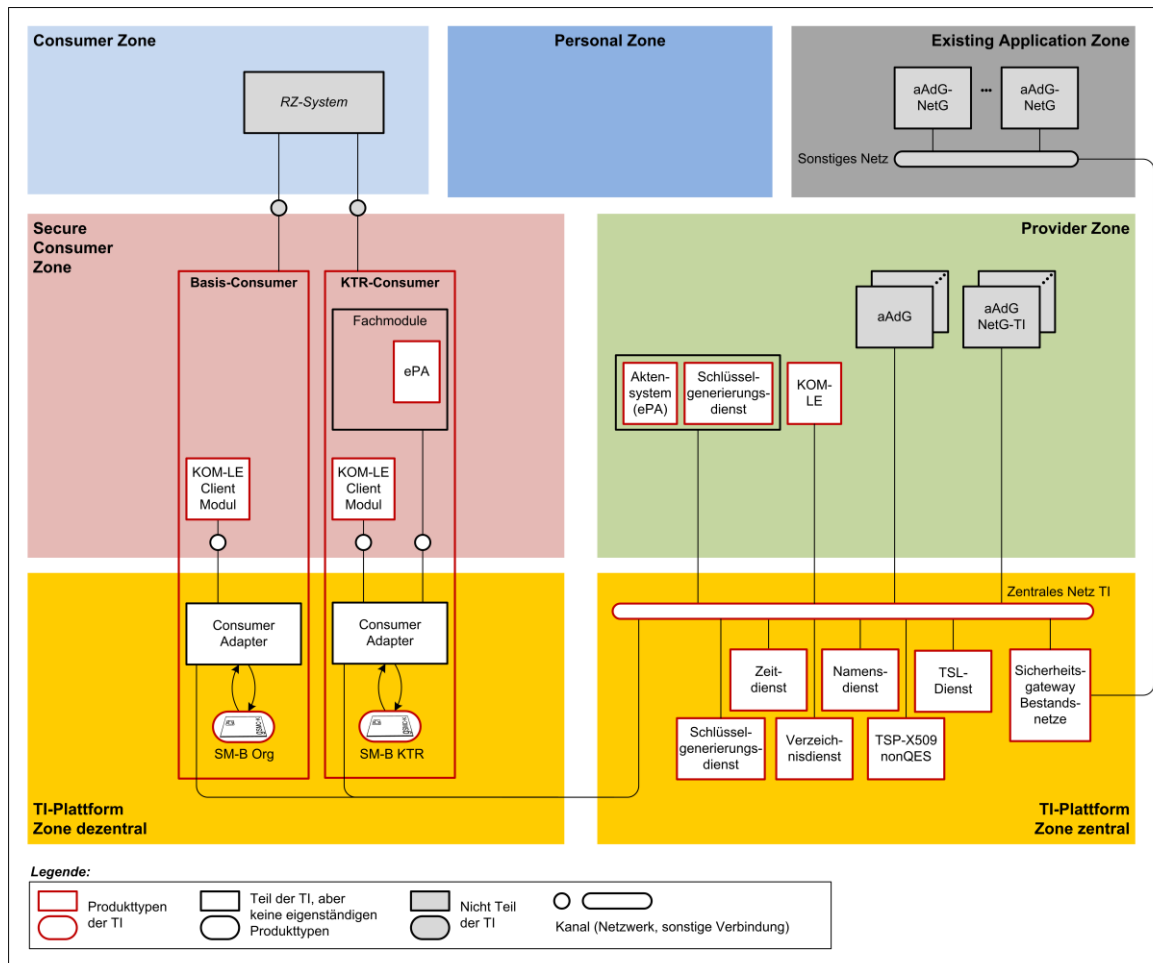 Consumer Zone
Personal Zone
Existing Application Zone
RZ-System
aAdG-
NetG
...
aAdG-
NetG
Sonstiges Netz
Secure
Consumer
Zone
Provider Zone
Basis-Consumer
KTR-Consumer
Fachmodule
ePA
aAdG
aAdG
NetG-TI
Akten-
system
(ePA)
Schlüssel-
generierungs-
dienst
KOM-
LE
KOM-LE
Client
Modul
KOM-LE
Client
Modul
Zentrales Netz TI
Consumer
Adapter
Consumer
Adapter
Zeit-
dienst
Namens-
dienst
TSL-
Dienst
Sicherheits-
gateway
Bestands-
netze
Schlüssel-
generierungs-
dienst
Verzeich-
nisdienst
TSP-X509
nonQES
SM-B Org
SM-B KTR
TI-Plattform
Zone dezentral
TI-Plattform
Zone zentral
Legende:
Produkttypen
der TI
Teil der TI, aber
keine eigenständigen
Produkttypen
Nicht Teil
der TI
Kanal (Netzwerk, sonstige Verbindung)